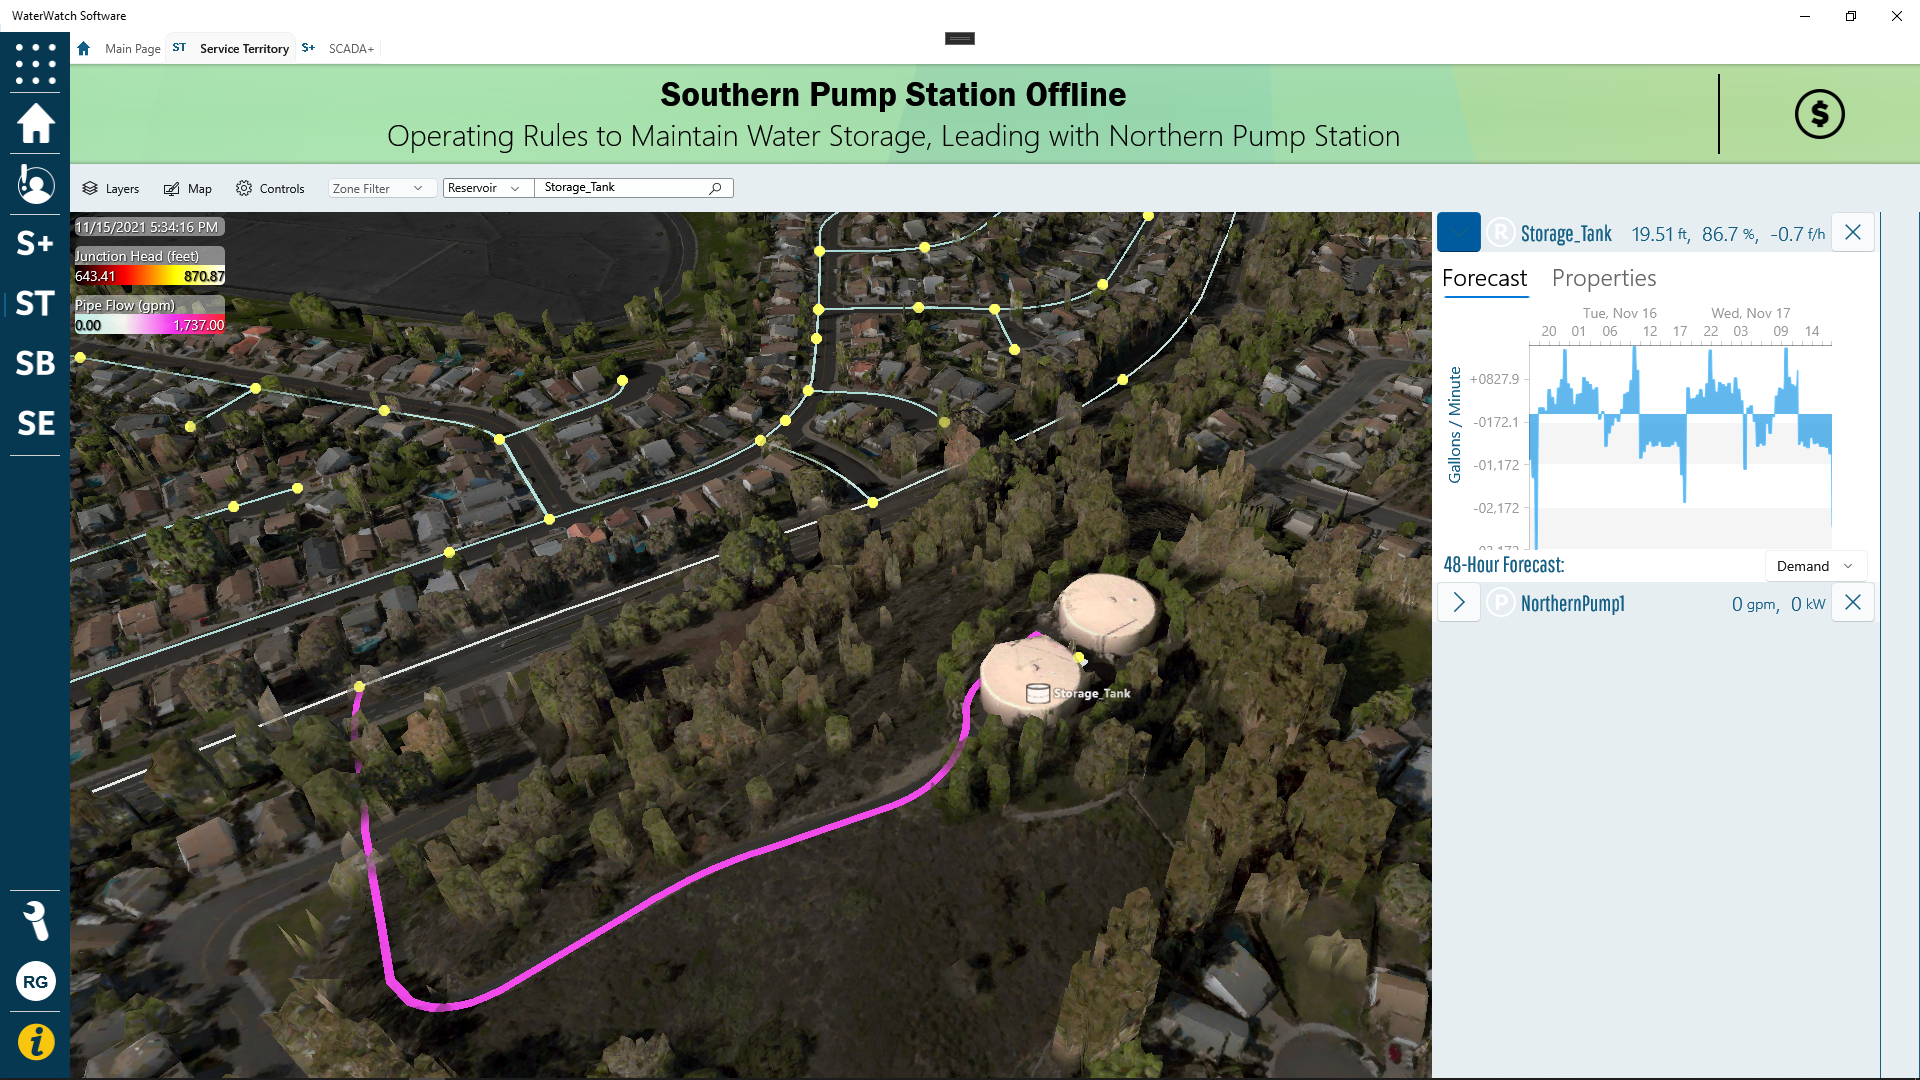 WaterWatch Software
Main Page
ST
Service Territory
S+
SCADA+
Southern Pump Station Offline
Operating Rules to Maintain Water Storage, Leading with Northern Pump Station
$
Layers
Map
Controls
Zone Filter
Reservoir
Storage_Tank
S+
ST
SB
SE
RG
i
11/15/2021 5:34:16 PM
Junction Head (feet)
643.41 870.87
Pipe Flow (gpm)
0.00 1,737.00
Storage_Tank
R Storage_Tank 19.51 ft, 86.7 %, -0.7 f/h
Forecast Properties
Tue, Nov 16 Wed, Nov 17
20 01 06 12 17 22 03 09 14
Gallons / Minute
+0827.9
-0172.1
-01,172
-02,172
48-Hour Forecast:
Demand
P NorthernPump1 0 gpm, 0 kW